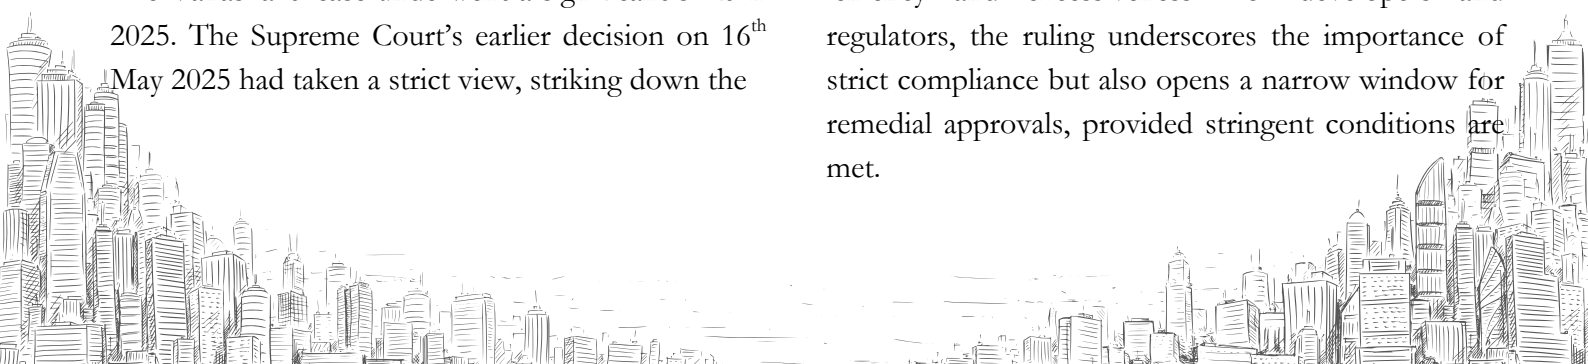 2025. The Supreme Court's earlier decision on 16th
May 2025 had taken a strict view, striking down the
regulators, the ruling underscores the importance of
strict compliance but also opens a narrow window for
remedial approvals, provided stringent conditions are
met.